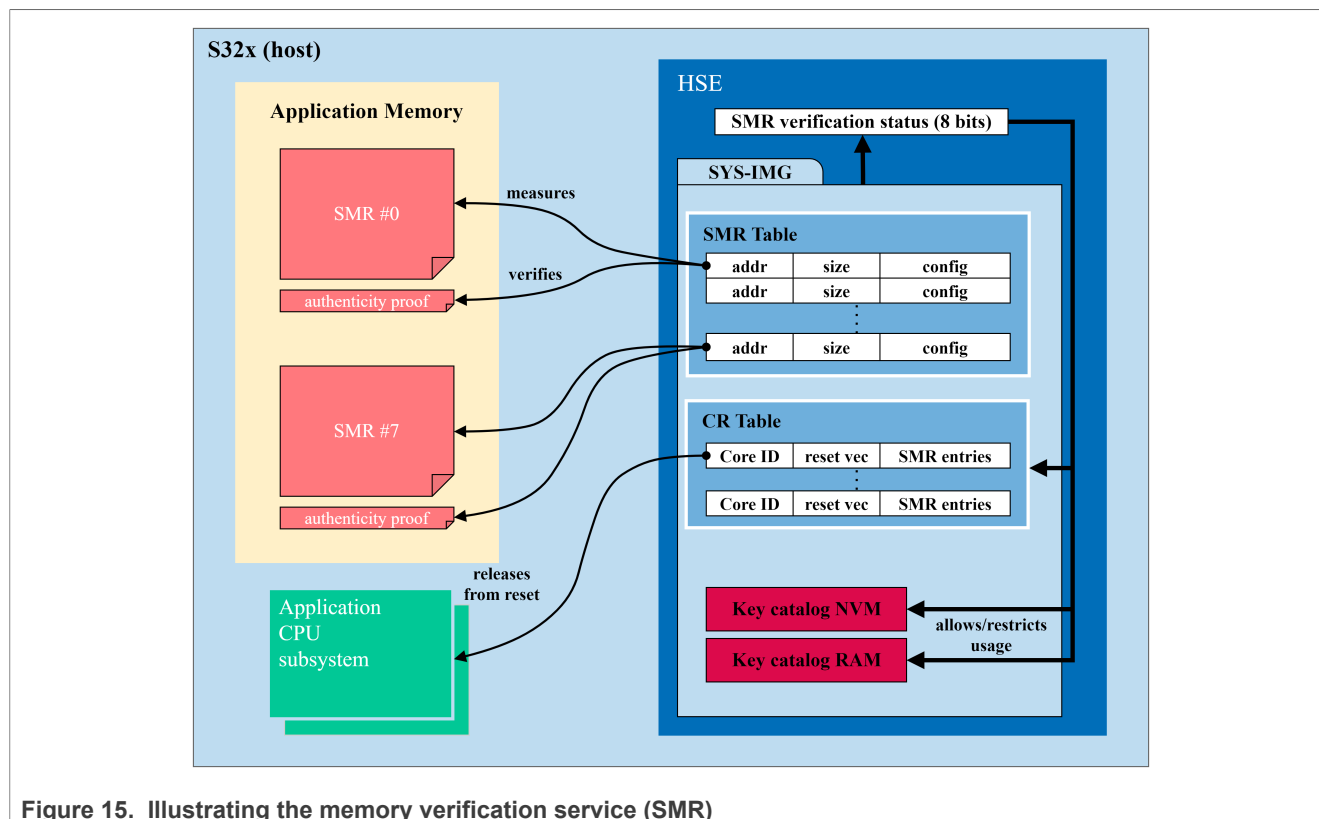 S32x (host)
Application Memory
SMR #0
authenticity proof
SMR #7
authenticity proof
Application
CPU
subsystem
measures
verifies
releases
from reset
HSE
SMR verification status (8 bits)
SYS-IMG
SMR Table
addr size config
addr size config
addr size config
CR Table
Core ID reset vec SMR entries
Core ID reset vec SMR entries
Key catalog NVM
allows/restricts
usage
Key catalog RAM
Figure 15. Illustrating the memory verification service (SMR)